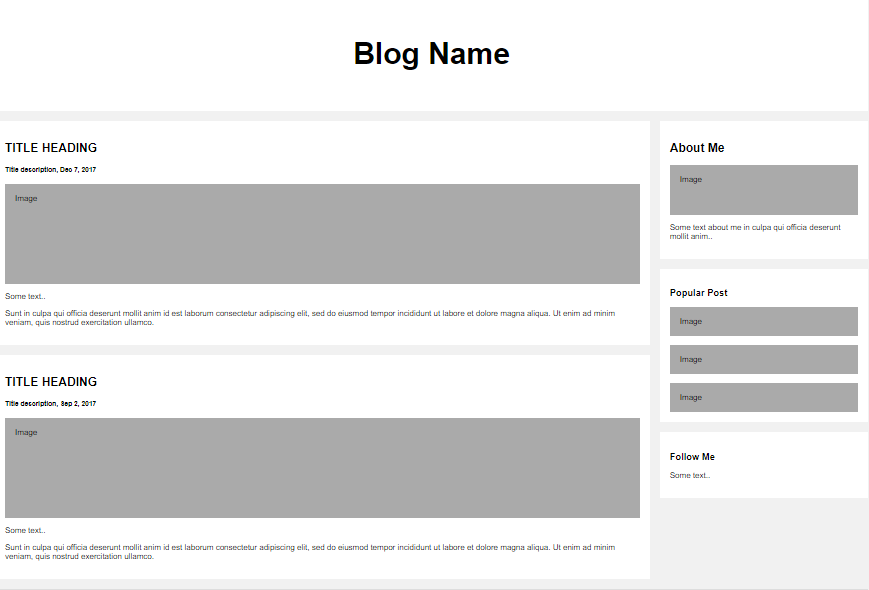 Blog Name
TITLE HEADING
Title description, Dec 7, 2017
Image
Some text..
Sunt in culpa qui officia deserunt mollit anim id est laborum consectetur adipiscing elit, sed do eiusmod tempor incididunt ut labore et dolore magna aliqua. Ut enim ad minim
veniam, quis nostrud exercitation ullamco.
TITLE HEADING
Title description, Sep 2, 2017
Image
Some text..
Sunt in culpa qui officia deserunt mollit anim id est laborum consectetur adipiscing elit, sed do eiusmod tempor incididunt ut labore et dolore magna aliqua. Ut enim ad minim
veniam, quis nostrud exercitation ullamco.
About Me
Image
Some text about me in culpa qui officia deserunt
mollit anim..
Popular Post
Image
Image
Image
Follow Me
Some text..